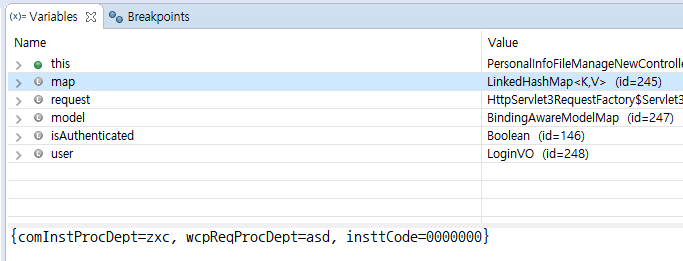 (x)= Variables Breakpoints
Name Value
this PersonalInfoFileManageNewControlle
map LinkedHashMap<K,V> (id=245)
request HttpServlet3RequestFactory$Servlet3
model BindingAwareModelMap (id=247)
isAuthenticated Boolean (id=146)
user LoginVO (id=248)
{comInstProcDept=zxc, wcpReqProcDept=asd, insttCode=0000000}